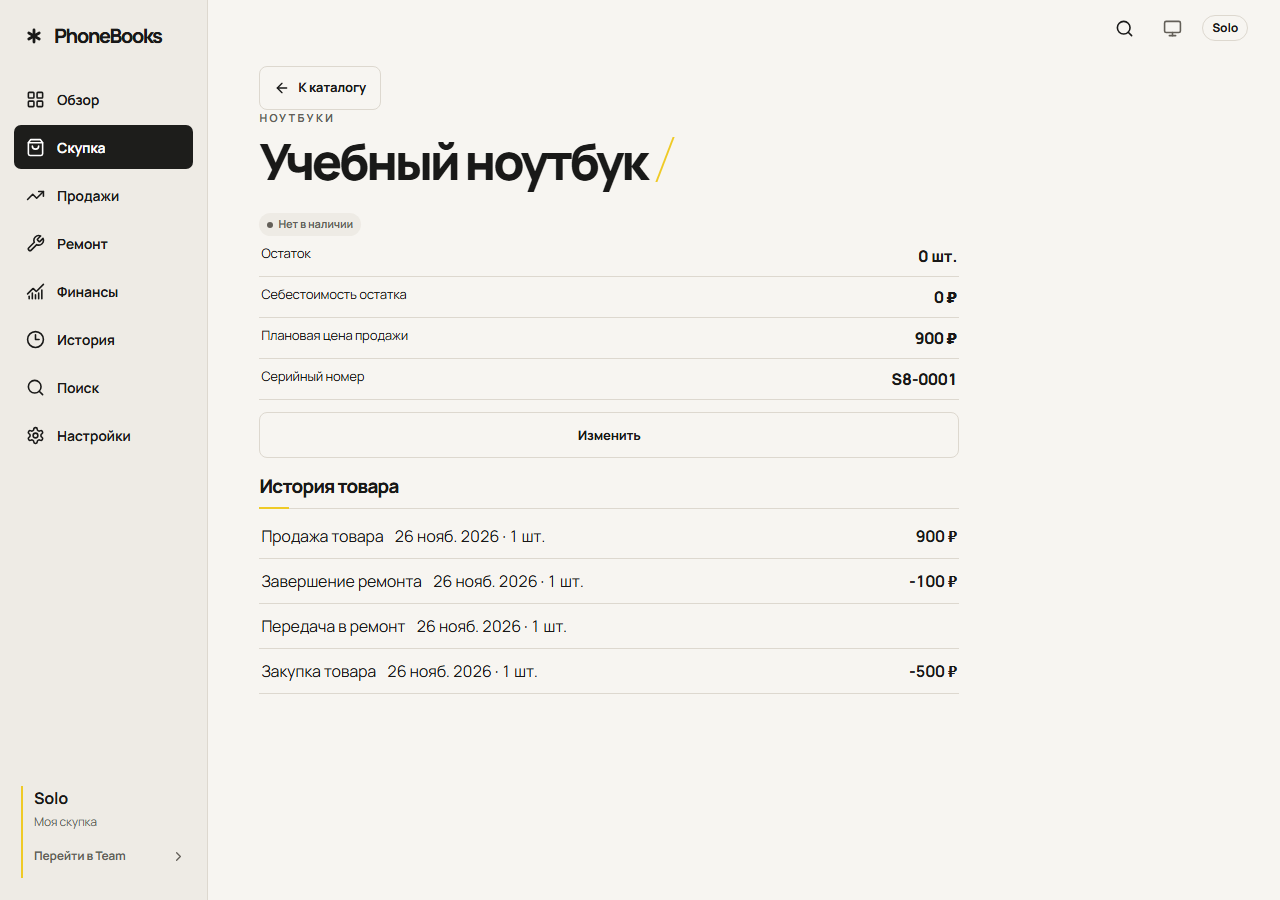 PhoneBooks
Solo
Обзор
Скупка
Продажи
Ремонт
Финансы
История
Поиск
Настройки
Solo
Моя скупка
Перейти в Team
К каталогу
НОУТБУКИ
Учебный ноутбук /
Нет в наличии
Остаток 0 шт.
Себестоимость остатка 0 ₽
Плановая цена продажи 900 ₽
Серийный номер S8-0001
Изменить
История товара
Продажа товара 26 нояб. 2026 · 1 шт. 900 ₽
Завершение ремонта 26 нояб. 2026 · 1 шт. -100 ₽
Передача в ремонт 26 нояб. 2026 · 1 шт.
Закупка товара 26 нояб. 2026 · 1 шт. -500 ₽